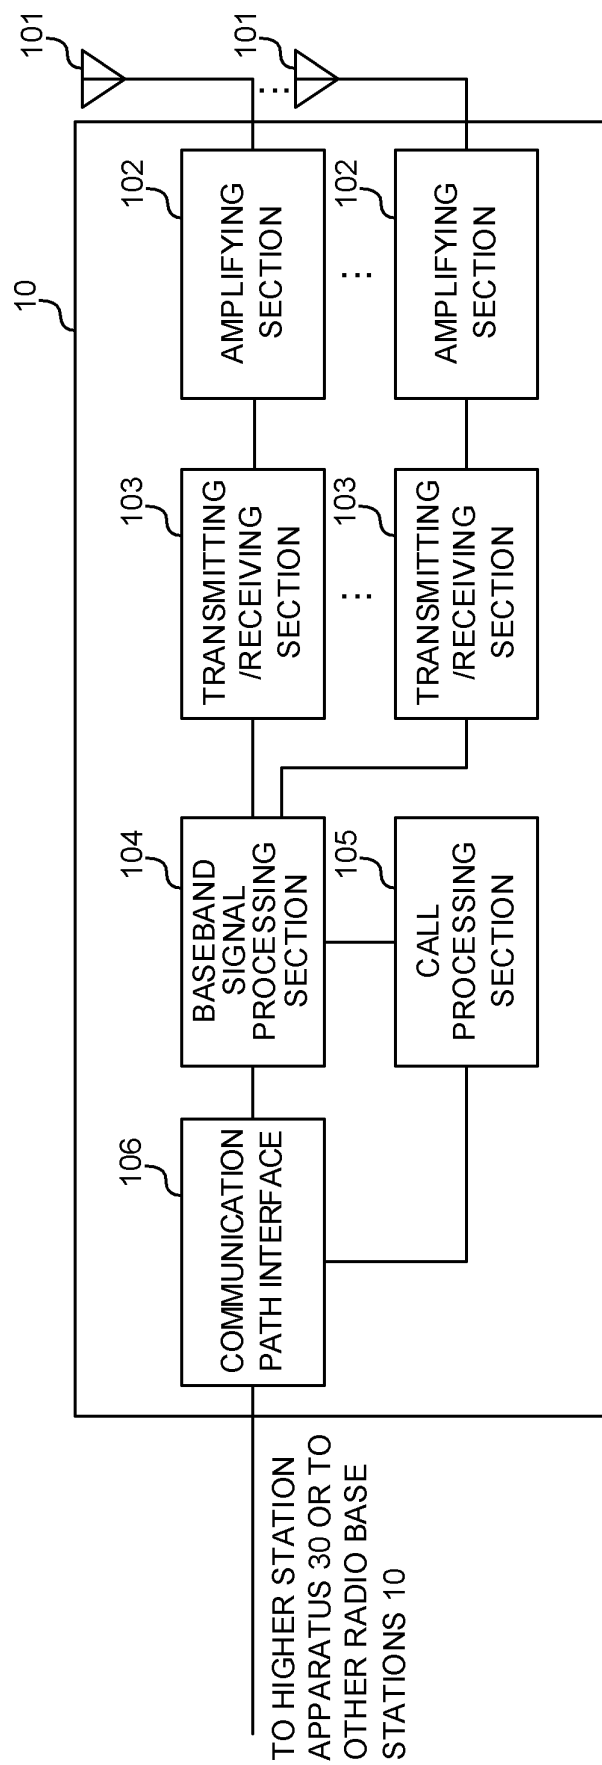 10
101
101
102
AMPLIFYING
SECTION
102
AMPLIFYING
SECTION
103
TRANSMITTING
/RECEIVING
SECTION
103
TRANSMITTING
/RECEIVING
SECTION
104
BASEBAND
SIGNAL
PROCESSING
SECTION
105
CALL
PROCESSING
SECTION
106
COMMUNICATION
PATH INTERFACE
TO HIGHER STATION
APPARATUS 30 OR TO
OTHER RADIO BASE
STATIONS 10